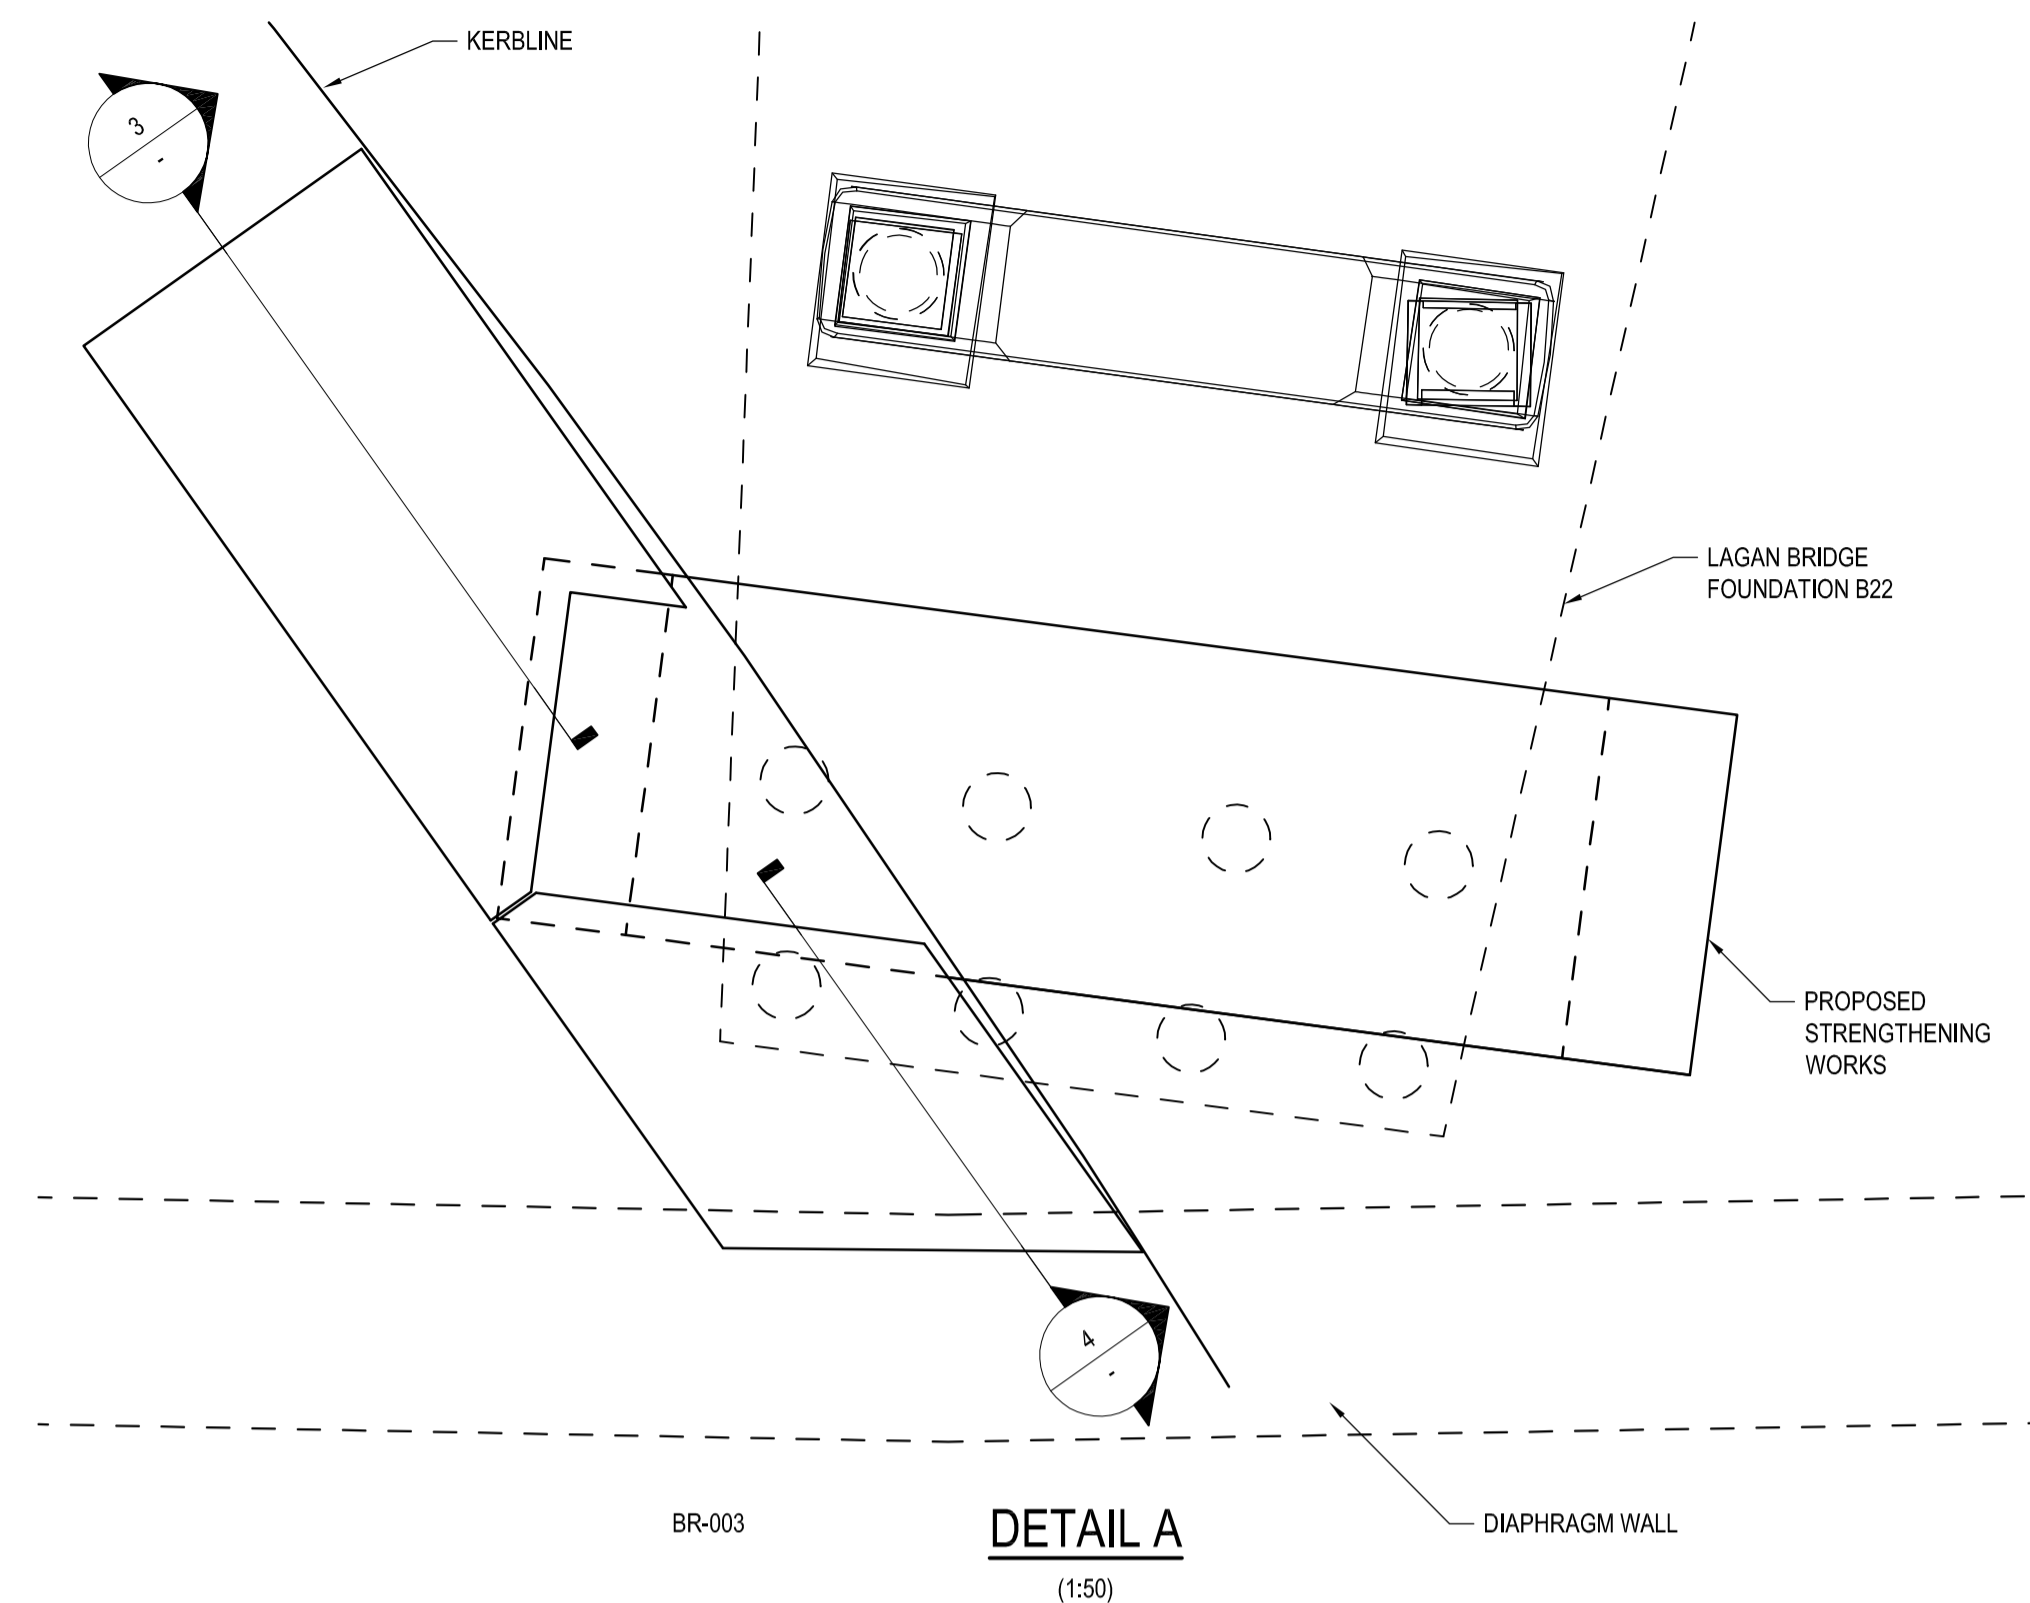 KERBLINE
3
-
LAGAN BRIDGE
FOUNDATION B22
PROPOSED
STRENGTHENING
WORKS
4
-
BR-003
DETAIL A
(1:50)
DIAPHRAGM WALL